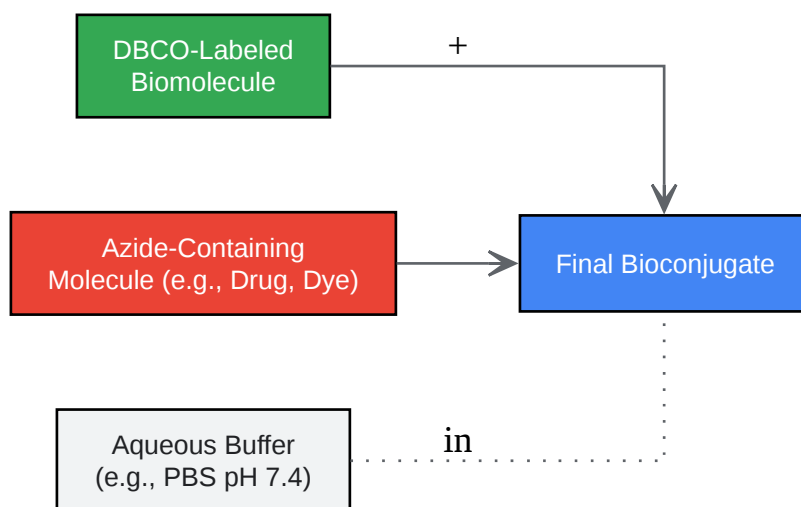 DBCO-Labeled
Biomolecule
+
Azide-Containing
Molecule (e.g., Drug, Dye)
Final Bioconjugate
Aqueous Buffer
(e.g., PBS pH 7.4)
in